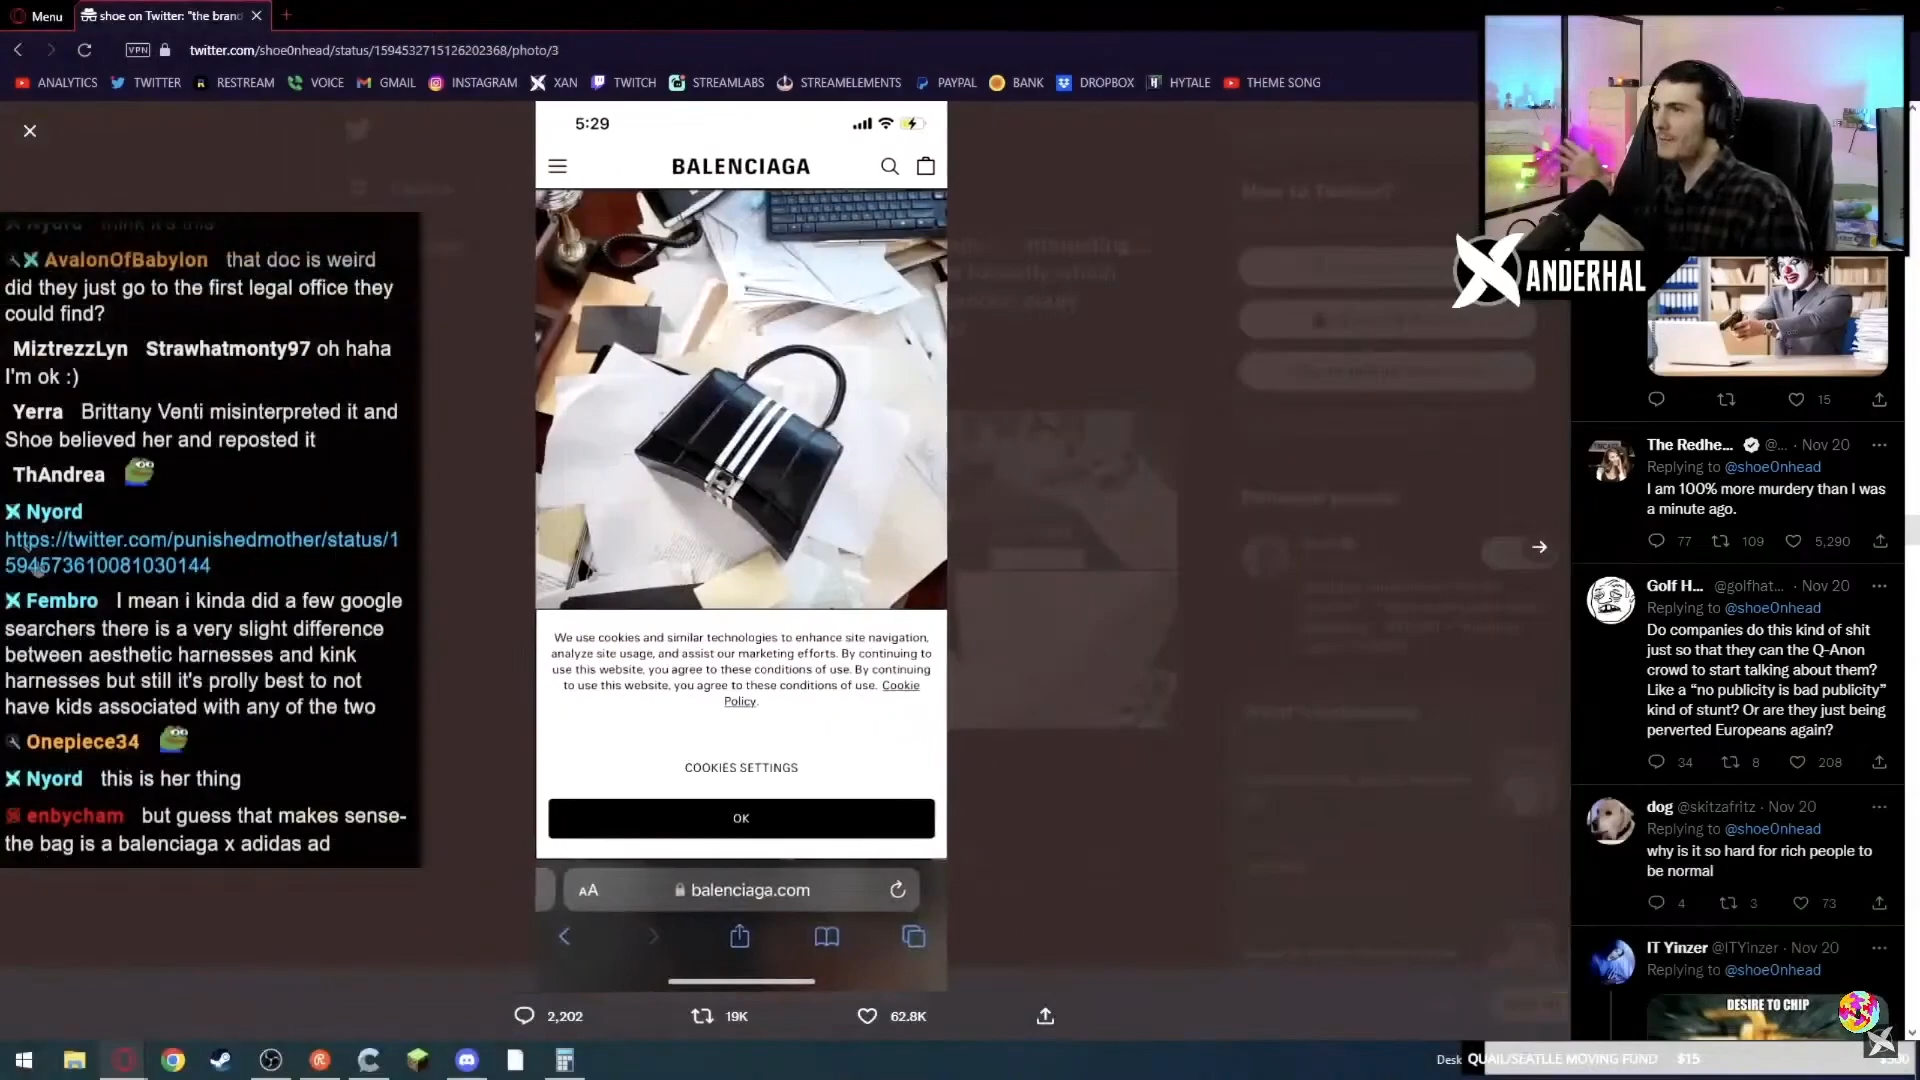 Menu
shoe on Twitter: "the brand
VPN
twitter.com/shoe0nhead/status/1594532715126202368/photo/3
ANALYTICS
TWITTER
RESTREAM
VOICE
GMAIL
INSTAGRAM
XAN
TWITCH
STREAMLABS
STREAMELEMENTS
PAYPAL
BANK
DROPBOX
HYTALE
THEME SONG
AvalonOfBabylon that doc is weird
did they just go to the first legal office they
could find?
MiztrezzLyn Strawhatmonty97 oh haha
I'm ok :)
Yerra Brittany Venti misinterpreted it and
Shoe believed her and reposted it
ThAndrea
Nyord
https://twitter.com/punishedmother/status/1
594573610081030144
Fembro I mean i kinda did a few google
searchers there is a very slight difference
between aesthetic harnesses and kink
harnesses but still it's prolly best to not
have kids associated with any of the two
Onepiece34
Nyord this is her thing
enbycham but guess that makes sense-
the bag is a balenciaga x adidas ad
5:29
BALENCIAGA
We use cookies and similar technologies to enhance site navigation,
analyze site usage, and assist our marketing efforts. By continuing to
use this website, you agree to these conditions of use. By continuing
to use this website, you agree to these conditions of use. Cookie
Policy.
COOKIES SETTINGS
OK
AA
balenciaga.com
2,202
19K
62.8K
XANDERHAL
15
The Redhe... @... · Nov 20
Replying to @shoe0nhead
I am 100% more murdery than I was
a minute ago.
77 109 5,290
Golf H... @golfhat... · Nov 20
Replying to @shoe0nhead
Do companies do this kind of shit
just so that they can the Q-Anon
crowd to start talking about them?
Like a “no publicity is bad publicity”
kind of stunt? Or are they just being
perverted Europeans again?
34 8 208
dog @skitzafritz · Nov 20
Replying to @shoe0nhead
why is it so hard for rich people to
be normal
4 3 73
IT Yinzer @ITYinzer · Nov 20
Replying to @shoe0nhead
DESIRE TO CHIP
Desk
QUAIL/SEATLLE MOVING FUND $15